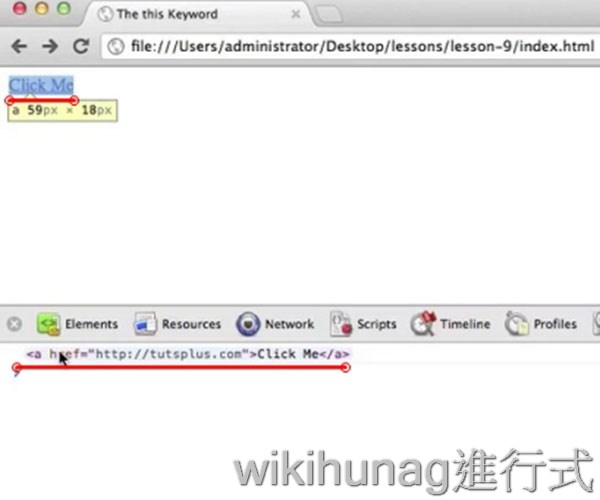 The this Keyword
file:///Users/administrator/Desktop/lessons/lesson-9/index.html
Click Me
a 59px × 18px
Elements Resources Network Scripts Timeline Profiles
<a href="http://tutsplus.com">Click Me</a>
wikihunag進行式